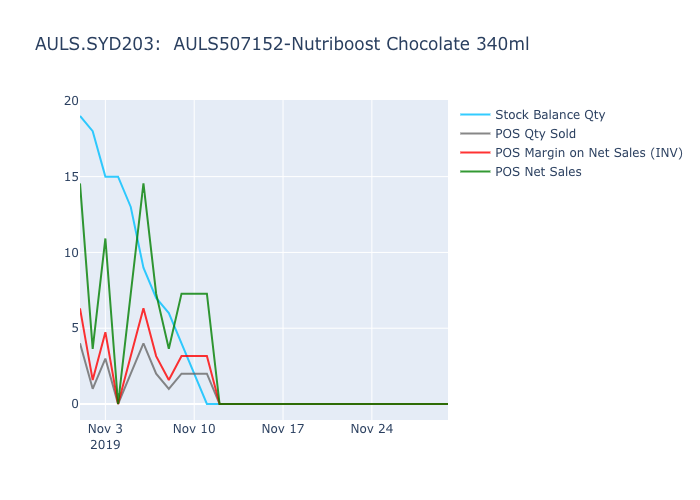 AULS.SYD203:  AULS507152-Nutriboost Chocolate 340ml
20
15
10
5
0
Nov 3
2019
Nov 10
Nov 17
Nov 24
Stock Balance Qty
POS Qty Sold
POS Margin on Net Sales (INV)
POS Net Sales